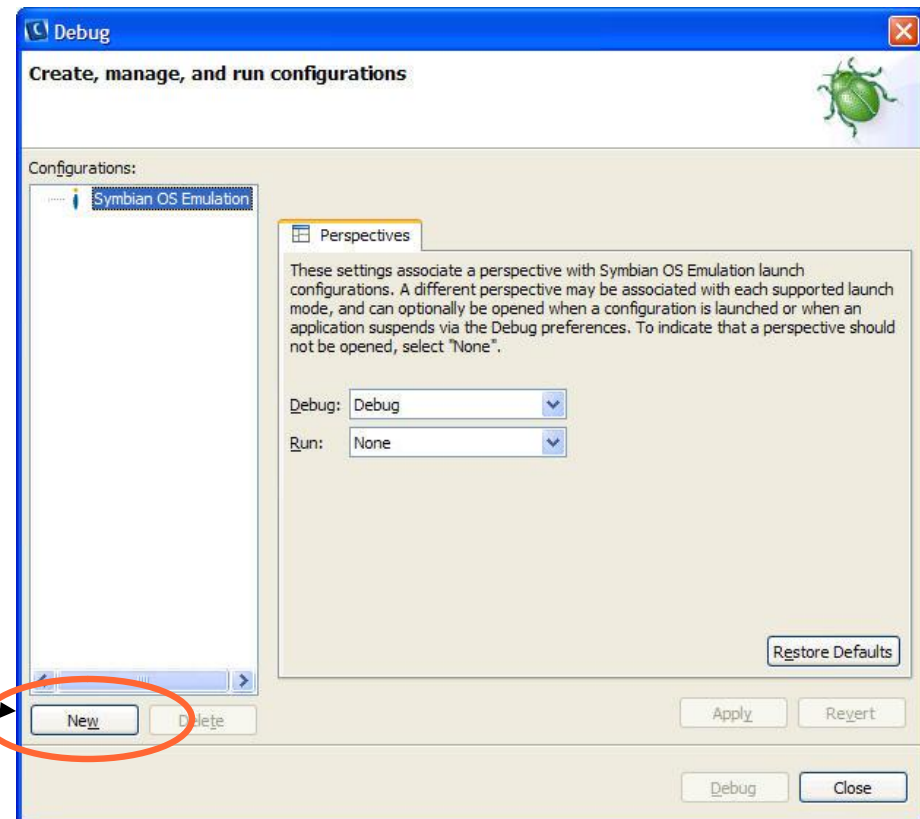 Debug
Create, manage, and run configurations
Configurations:
Symbian OS Emulation
Perspectives
These settings associate a perspective with Symbian OS Emulation launch
configurations. A different perspective may be associated with each supported launch
mode, and can optionally be opened when a configuration is launched or when an
application suspends via the Debug preferences. To indicate that a perspective should
not be opened, select "None".
Debug: Debug
Run: None
Restore Defaults
New Delete Apply Revert
Debug Close